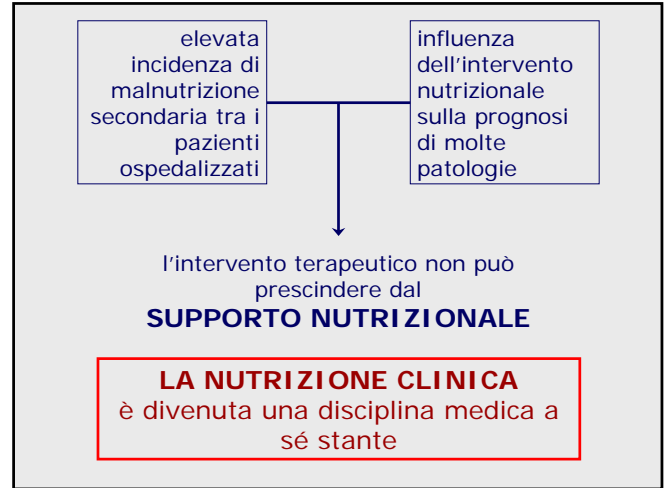 elevata
incidenza di
malnutrizione
secondaria tra i
pazienti
ospedalizzati
influenza
dell'intervento
nutrizionale
sulla prognosi
di molte
patologie
l'intervento terapeutico non può
prescindere dal
SUPPORTO NUTRIZIONALE
LA NUTRIZIONE CLINICA
è divenuta una disciplina medica a
sé stante